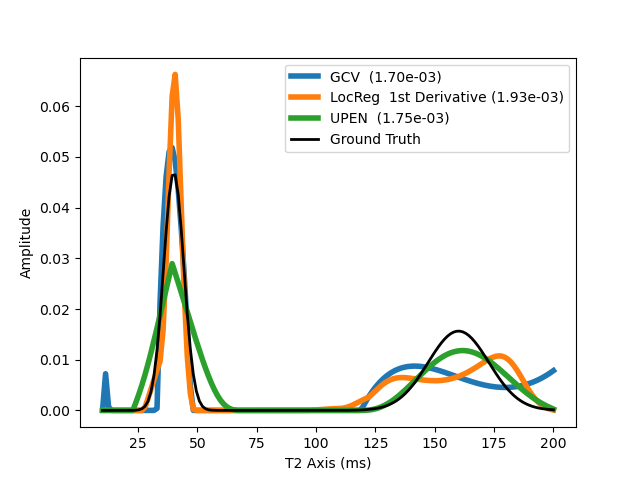 GCV  (1.70e-03)
LocReg  1st Derivative (1.93e-03)
UPEN  (1.75e-03)
Ground Truth
0.06
0.05
0.04
0.03
0.02
0.01
0.00
Amplitude
25 50 75 100 125 150 175 200
T2 Axis (ms)